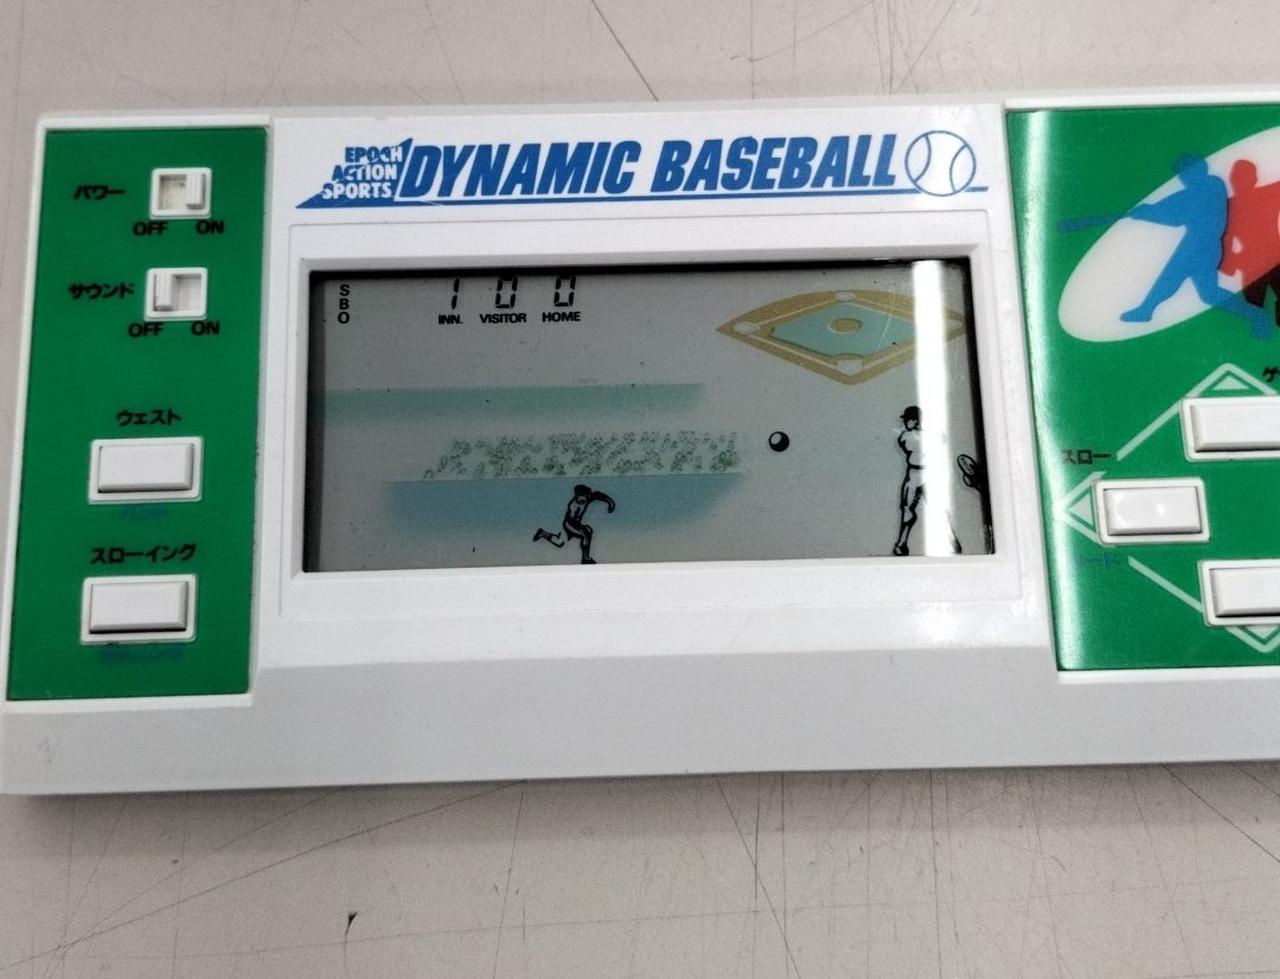 EPOCH
ACTION
SPORTS
DYNAMIC BASEBALL
パワー
OFF ON
サウンド
OFF ON
ウェスト
スローイング
S
B
O
1 0 0
INN. VISITOR HOME
スロー